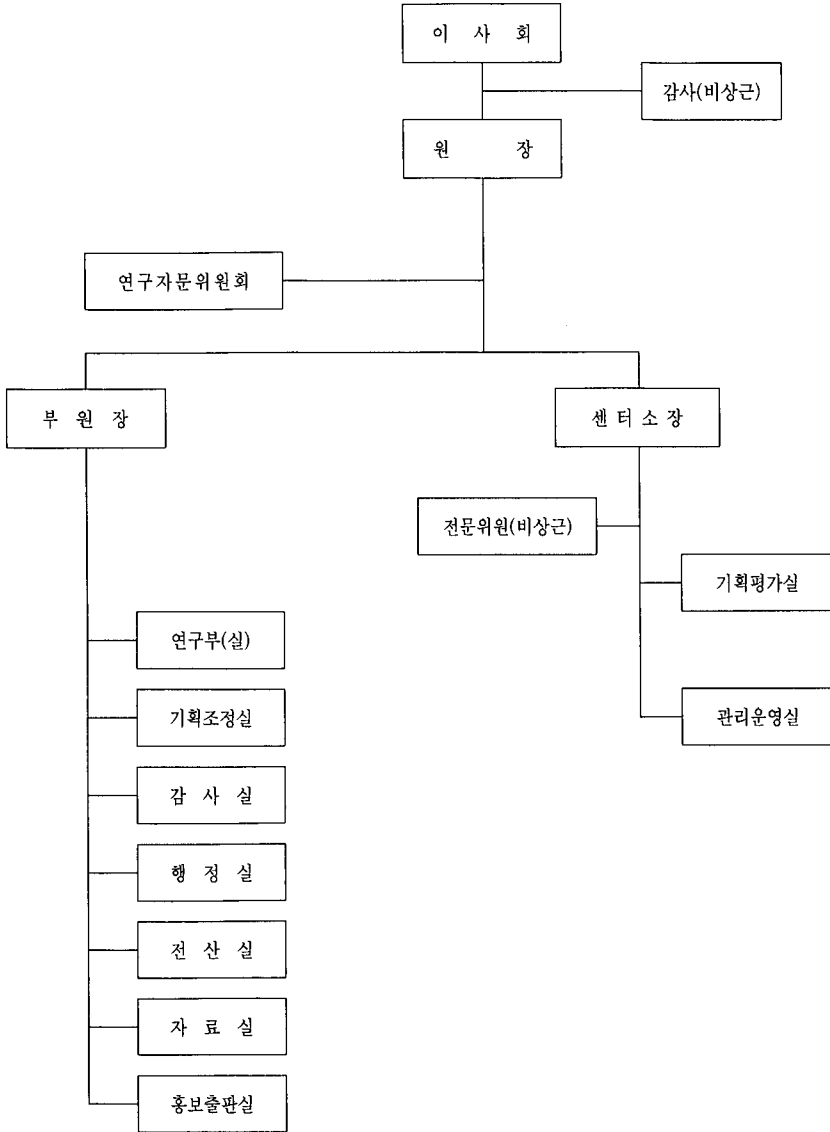 이 사 회
감사(비상근)
원 장
연구자문위원회
부 원 장
센 터 소 장
전문위원(비상근)
기획평가실
연구부(실)
관리운영실
기획조정실
감 사 실
행 정 실
전 산 실
자 료 실
홍보출판실